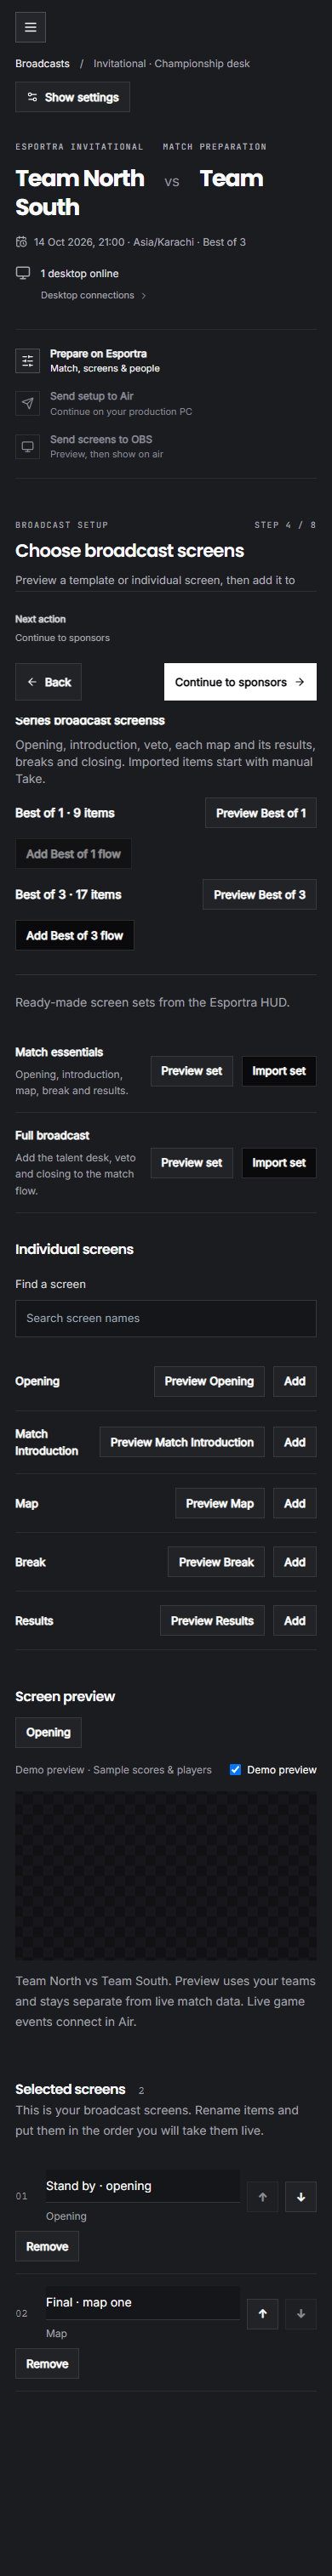 Broadcasts / Invitational · Championship desk
Show settings
ESPORTRA INVITATIONAL MATCH PREPARATION
Team North vs Team
South
14 Oct 2026, 21:00 · Asia/Karachi · Best of 3
1 desktop online
Desktop connections >
Prepare on Esportra
Match, screens & people
Send setup to Air
Continue on your production PC
Send screens to OBS
Preview, then show on air
BROADCAST SETUP STEP 4 / 8
Choose broadcast screens
Preview a template or individual screen, then add it to
Next action
Continue to sponsors
← Back
Continue to sponsors →
Series broadcast screenss
Opening, introduction, veto, each map and its results,
breaks and closing. Imported items start with manual
Take.
Best of 1 · 9 items
Preview Best of 1
Add Best of 1 flow
Best of 3 · 17 items
Preview Best of 3
Add Best of 3 flow
Ready-made screen sets from the Esportra HUD.
Match essentials
Opening, introduction,
map, break and results.
Preview set
Import set
Full broadcast
Add the talent desk, veto
and closing to the match
flow.
Preview set
Import set
Individual screens
Find a screen
Search screen names
Opening
Preview Opening
Add
Match
Introduction
Preview Match Introduction
Add
Map
Preview Map
Add
Break
Preview Break
Add
Results
Preview Results
Add
Screen preview
Opening
Demo preview · Sample scores & players
Demo preview
Team North vs Team South. Preview uses your teams
and stays separate from live match data. Live game
events connect in Air.
Selected screens 2
This is your broadcast screens. Rename items and
put them in the order you will take them live.
01
Stand by · opening
↑
↓
Opening
Remove
02
Final · map one
↑
↓
Map
Remove